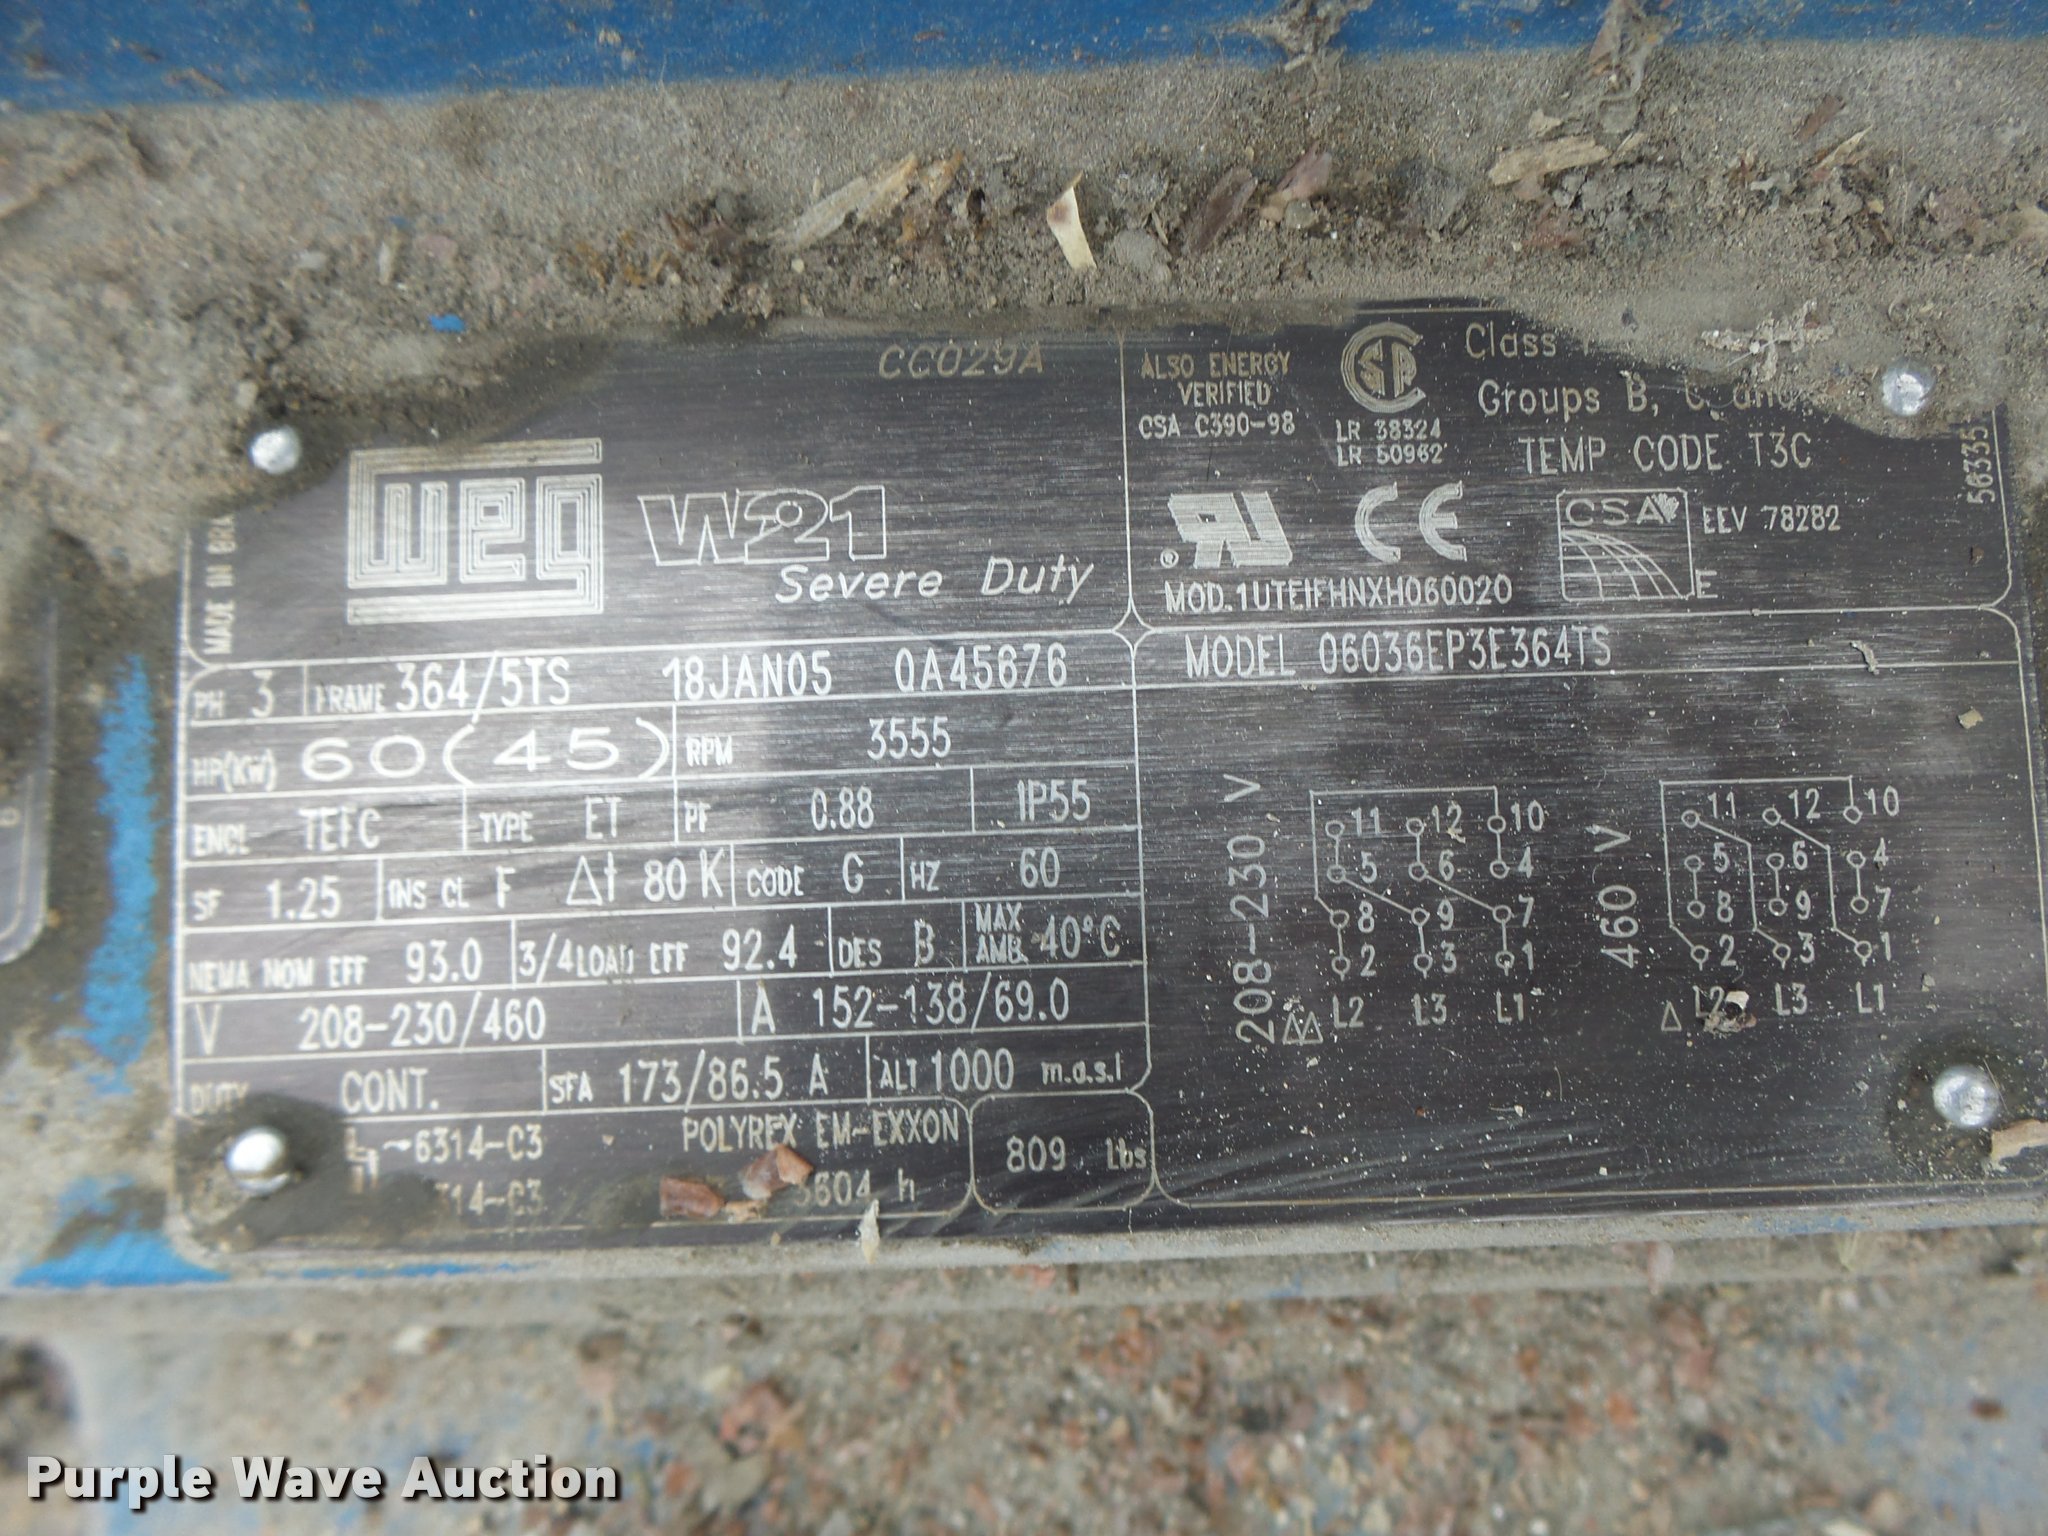 CC029A
ALSO ENERGY
VERIFIED
CSA C390-98
LR 38324
LR 50962
Class
Groups B,
TEMP CODE T3C
MADE IN
weg
W21
Severe Duty
MOD.1UTEIFHNXH060020
CSA
E
EEV 78282
PH 3 FRAME 364/5TS 18JAN05 QA45676
MODEL 06036EP3E364TS
HP(KW) 60(45) RPM 3555
ENCL TEFC TYPE ET PF 0.88 IP55
SF 1.25 INS CL F Δt 80 K CODE G HZ 60
NEMA NOM EFF 93.0 3/4LOAD EFF 92.4 DES B MAX AMB. 40°C
V 208-230/460 A 152-138/69.0
DUTY CONT. SFA 173/86.5 A ALT 1000 m.a.s.l
6314-C3 POLYREX EM-EXXON
14-C3 h
809 Lbs
208-230 V
11 12 10
5 6 4
8 9 7
2 3 1
ΔΔ L2 L3 L1
460 V
11 12 10
5 6 4
8 9 7
2 3 1
Δ L2 L3 L1
Purple Wave Auction